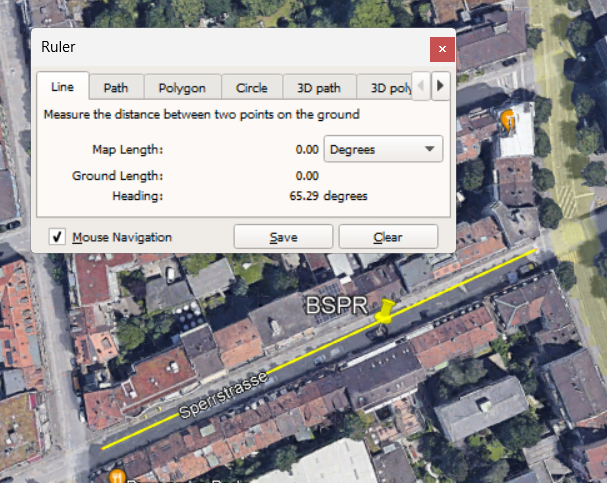 Ruler
Line Path Polygon Circle 3D path 3D poly
Measure the distance between two points on the ground
Map Length: 0.00 Degrees
Ground Length: 0.00
Heading: 65.29 degrees
Mouse Navigation Save Clear
BSPR
Sperrstrasse